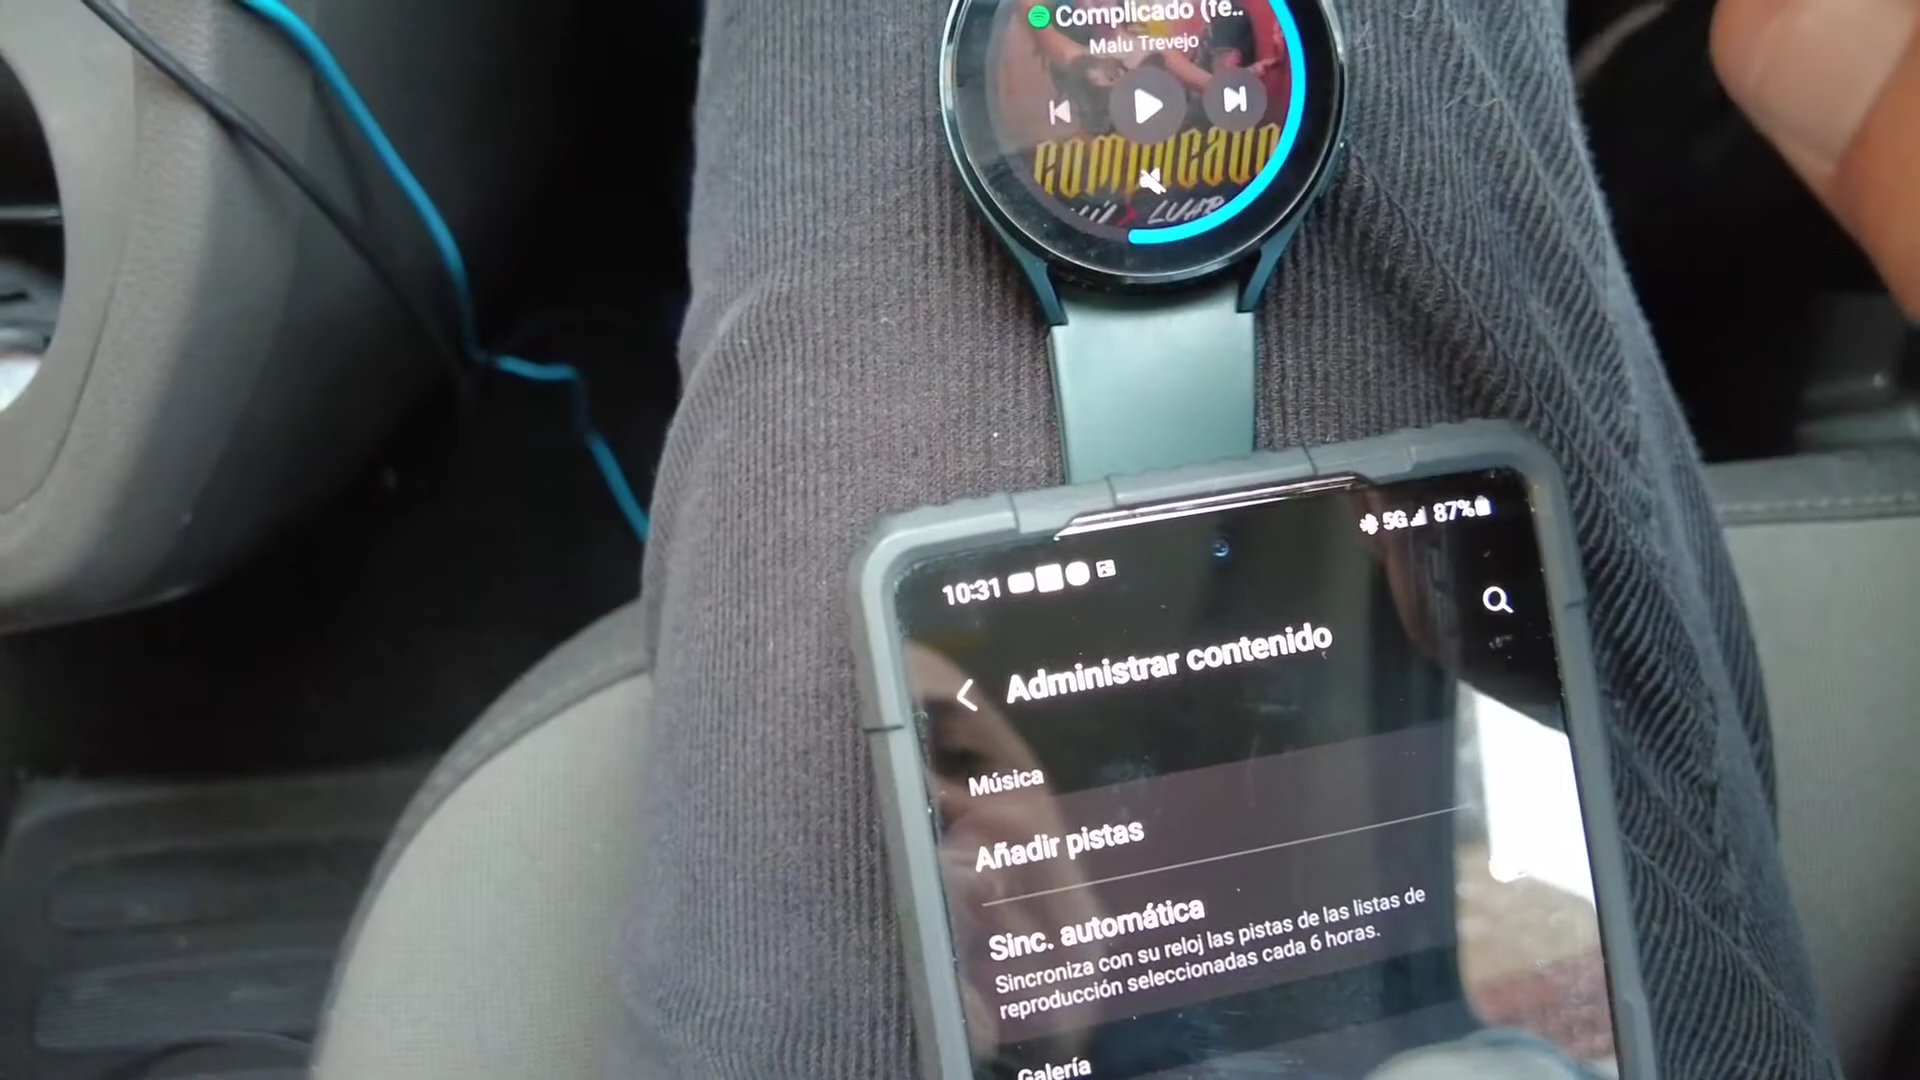 Complicado (fe..
Malu Trevejo
COMPLICADO
10:31
5G 87%
Administrar contenido
Música
Añadir pistas
Sinc. automática
Sincroniza con su reloj las pistas de las listas de
reproducción seleccionadas cada 6 horas.
Galería